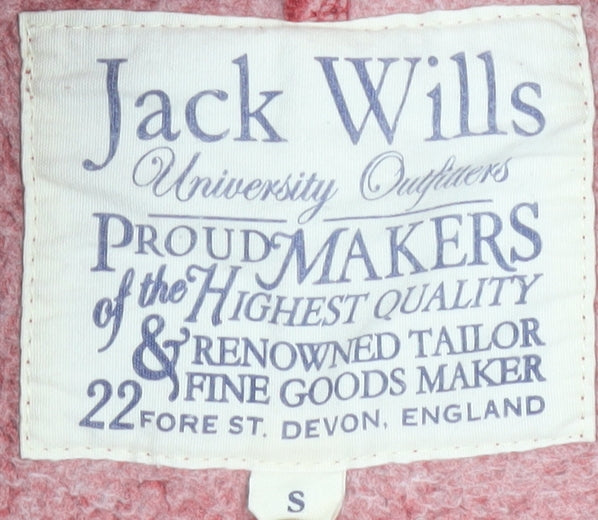 Jack Wills
University Outfitters
PROUD MAKERS
of the HIGHEST QUALITY
& RENOWNED TAILOR
FINE GOODS MAKER
22 FORE ST. DEVON, ENGLAND
S